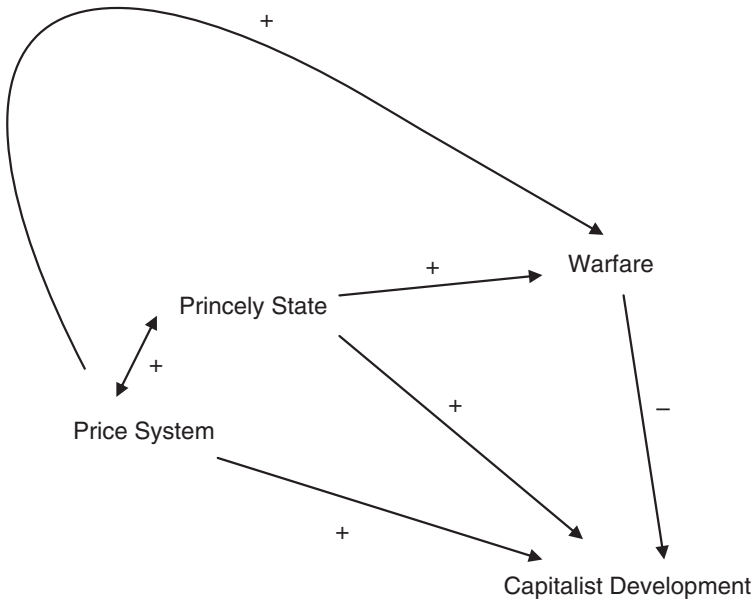 +
Warfare
+
Princely State
+
+
–
Price System
+
Capitalist Development